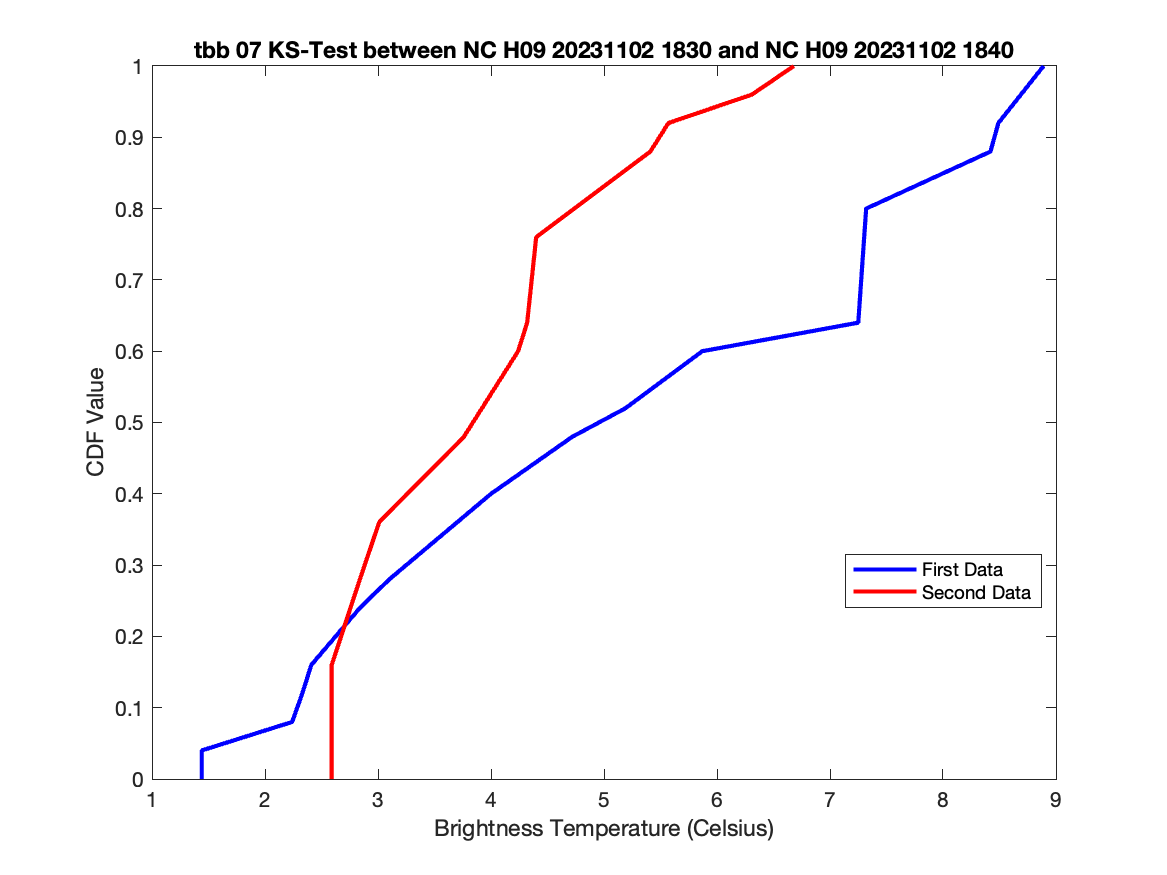 tbb 07 KS-Test between NC H09 20231102 1830 and NC H09 20231102 1840
1
0.9
0.8
0.7
0.6
0.5
0.4
0.3
0.2
0.1
0
CDF Value
First Data
Second Data
1 2 3 4 5 6 7 8 9
Brightness Temperature (Celsius)